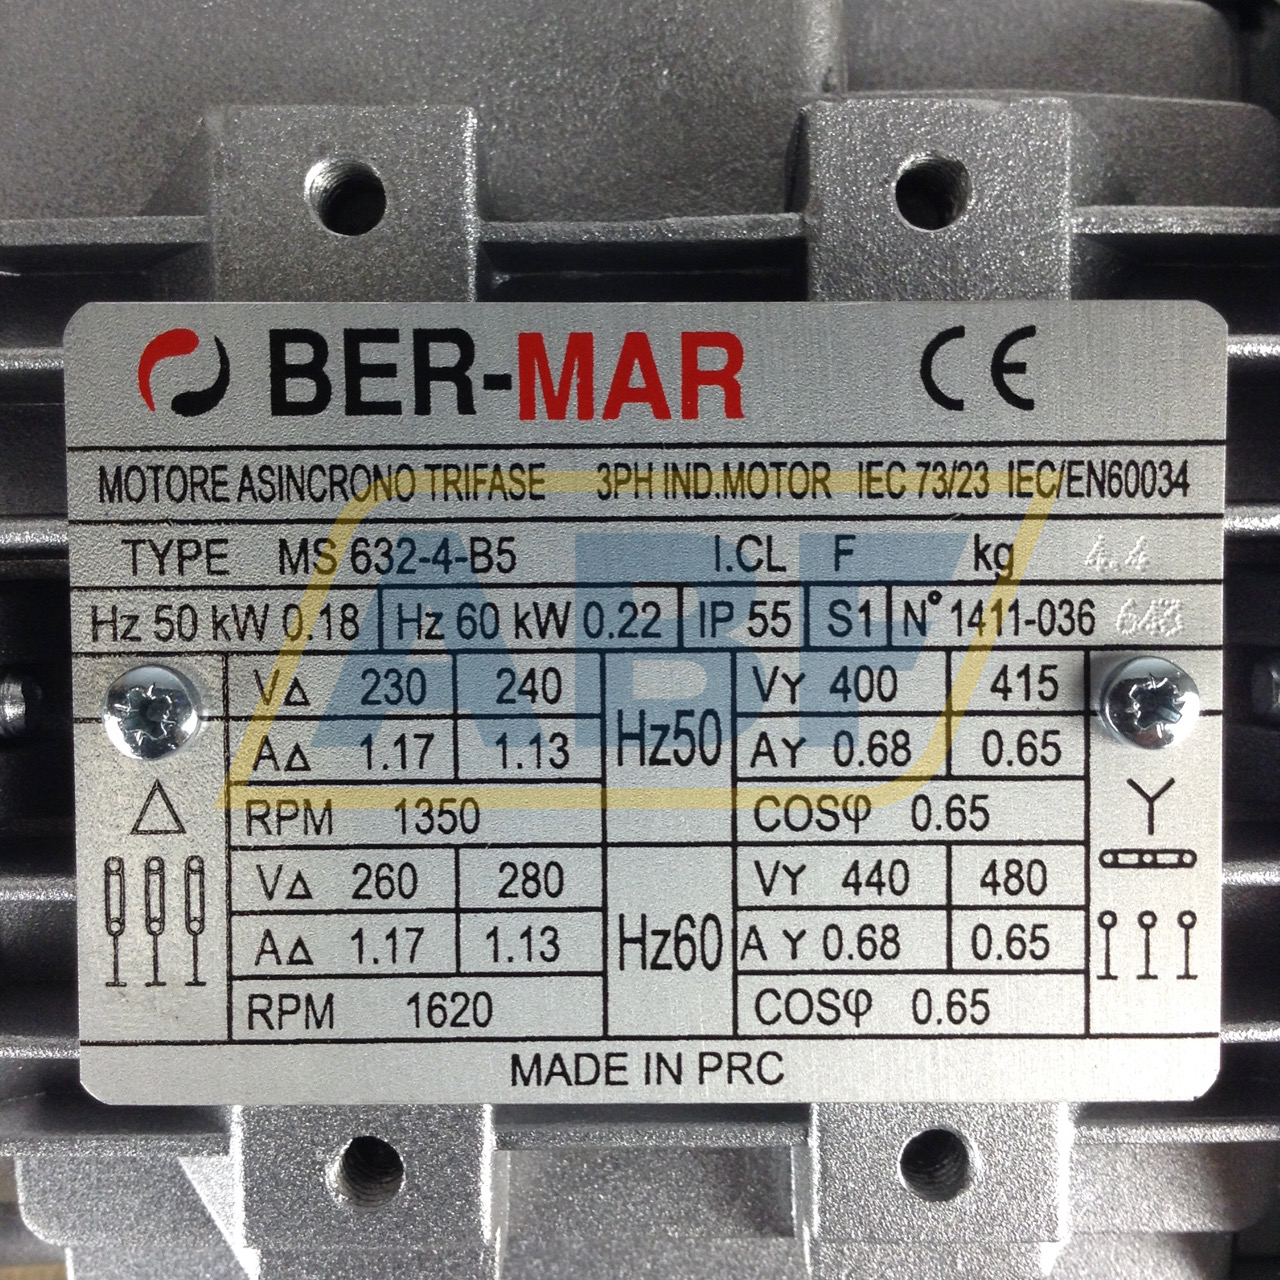 BER-MAR CE
MOTORE ASINCRONO TRIFASE 3PH IND.MOTOR IEC 73/23 IEC/EN60034
TYPE MS 632-4-B5 I.CL F kg 4.4
Hz 50 kW 0.18 Hz 60 kW 0.22 IP 55 S1 N° 1411-036 643
V△ 230 240 Hz50 VY 400 415
A△ 1.17 1.13 AY 0.68 0.65
RPM 1350 COSφ 0.65
V△ 260 280 Hz60 VY 440 480
A△ 1.17 1.13 A Y 0.68 0.65
RPM 1620 COSφ 0.65
MADE IN PRC
ABF